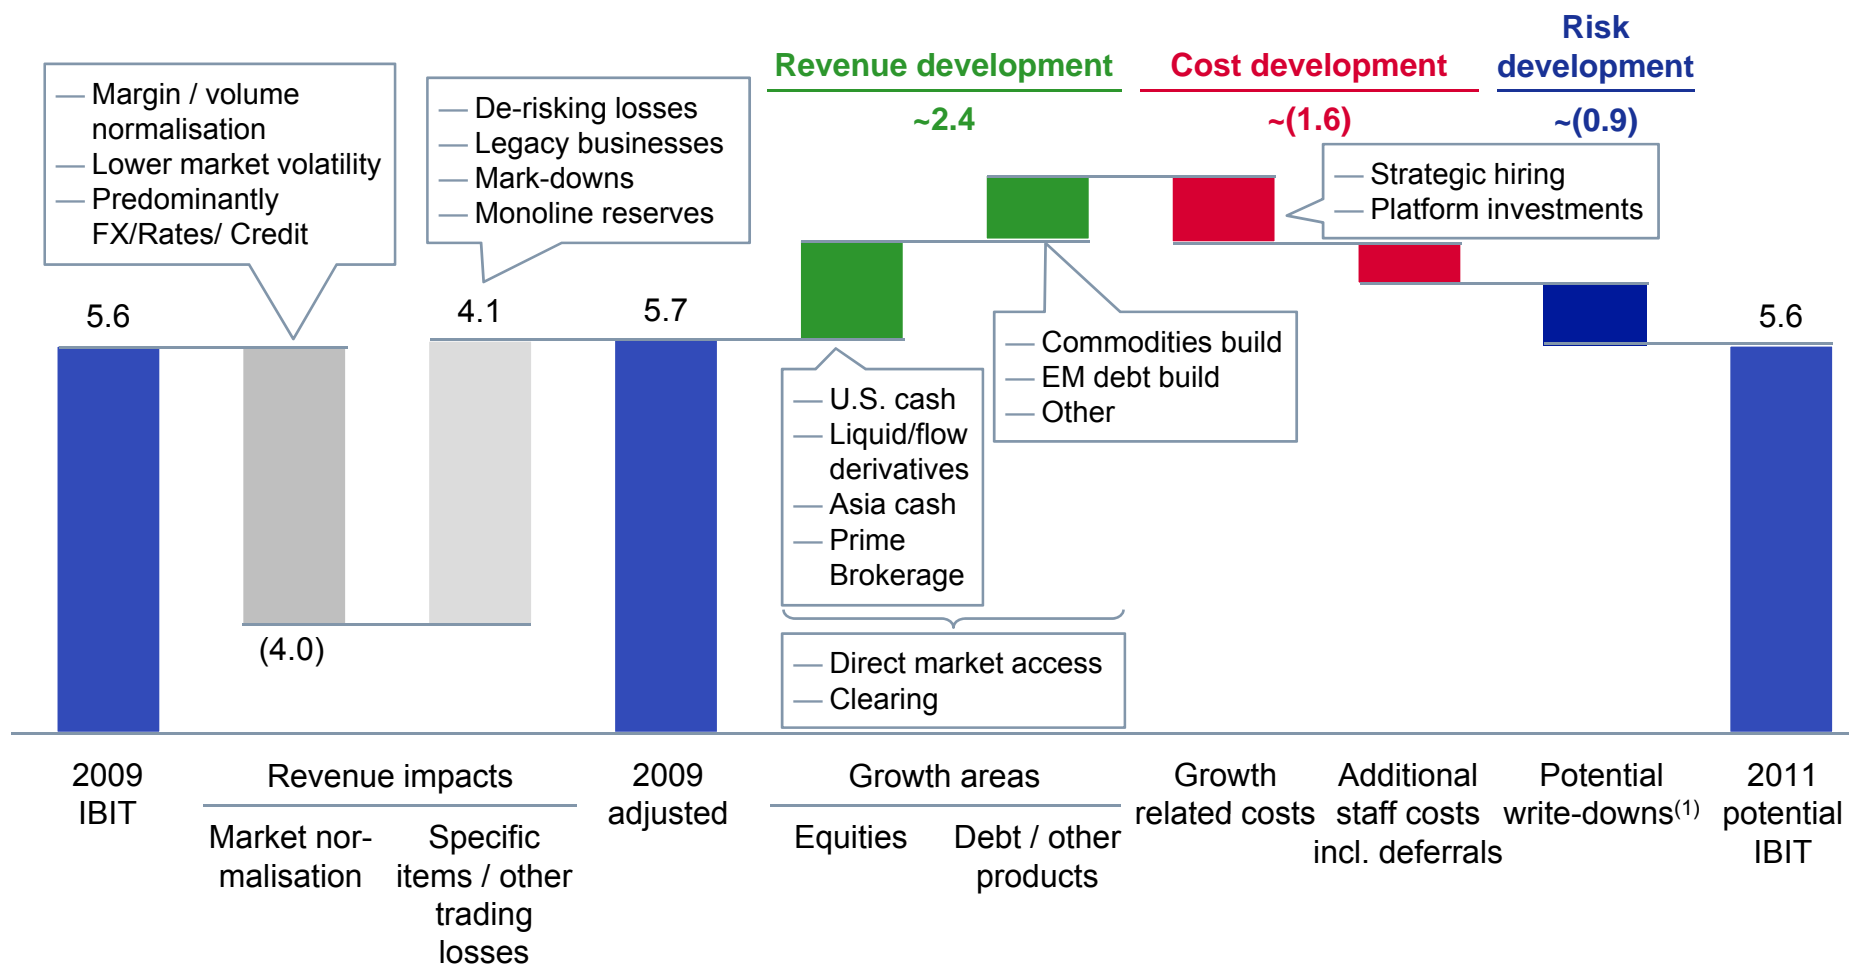 Revenue development
~2.4
Cost development
~(1.6)
Risk
development
~(0.9)
— Margin / volume
normalisation
— Lower market volatility
— Predominantly
FX/Rates/ Credit
— De-risking losses
— Legacy businesses
— Mark-downs
— Monoline reserves
— Strategic hiring
— Platform investments
5.6
(4.0)
4.1
5.7
— U.S. cash
— Liquid/flow
derivatives
— Asia cash
— Prime
Brokerage
— Commodities build
— EM debt build
— Other
— Direct market access
— Clearing
5.6
2009
IBIT
Revenue impacts
Market nor-
malisation
Specific
items / other
trading
losses
2009
adjusted
Growth areas
Equities
Debt / other
products
Growth
related costs
Additional
staff costs
incl. deferrals
Potential
write-downs(1)
2011
potential
IBIT